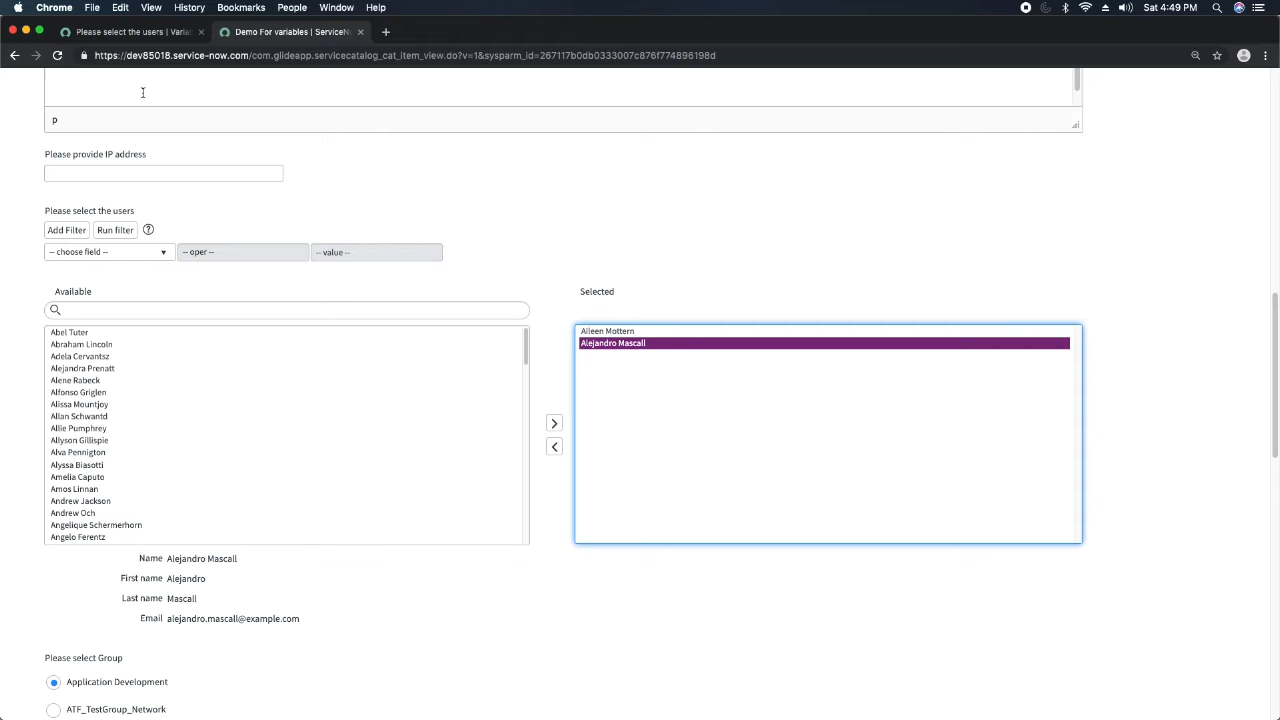 Chrome File Edit View History Bookmarks People Window Help Sat 4:49 PM
Please select the users | Varia × Demo For variables | ServiceN × +
https://dev85018.service-now.com/com.glideapp.servicecatalog_cat_item_view.do?v=1&sysparm_id=267117b0db0333007c876f774896198d
p
Please provide IP address
Please select the users
Add Filter Run filter ?
-- choose field -- -- oper -- -- value --
Available Selected
Abel Tuter
Abraham Lincoln
Adela Cervantsz
Alejandra Prenatt
Alene Rabeck
Alfonso Griglen
Alissa Mountjoy
Allan Schwantd
Allie Pumphrey
Allyson Gillispie
Alva Pennigton
Alyssa Biasotti
Amelia Caputo
Amos Linnan
Andrew Jackson
Andrew Och
Angelique Schermerhorn
Angelo Ferentz
Aileen Mottern
Alejandro Mascall
Name Alejandro Mascall
First name Alejandro
Last name Mascall
Email alejandro.mascall@example.com
Please select Group
Application Development
ATF_TestGroup_Network